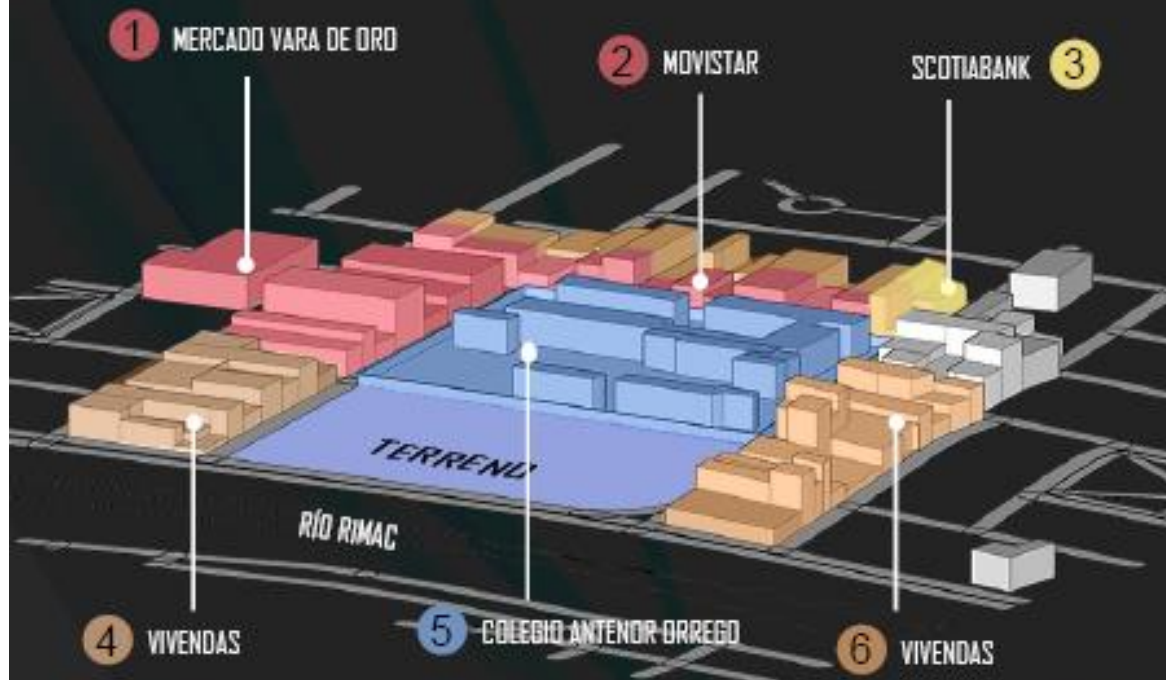 1 MERCADO VARA DE ORO
2 MOVISTAR
SCOTIABANK 3
TERRENO
RÍO RIMAC
4 VIVENDAS
5 COLEGIO ANTENOR ORREGO
6 VIVENDAS